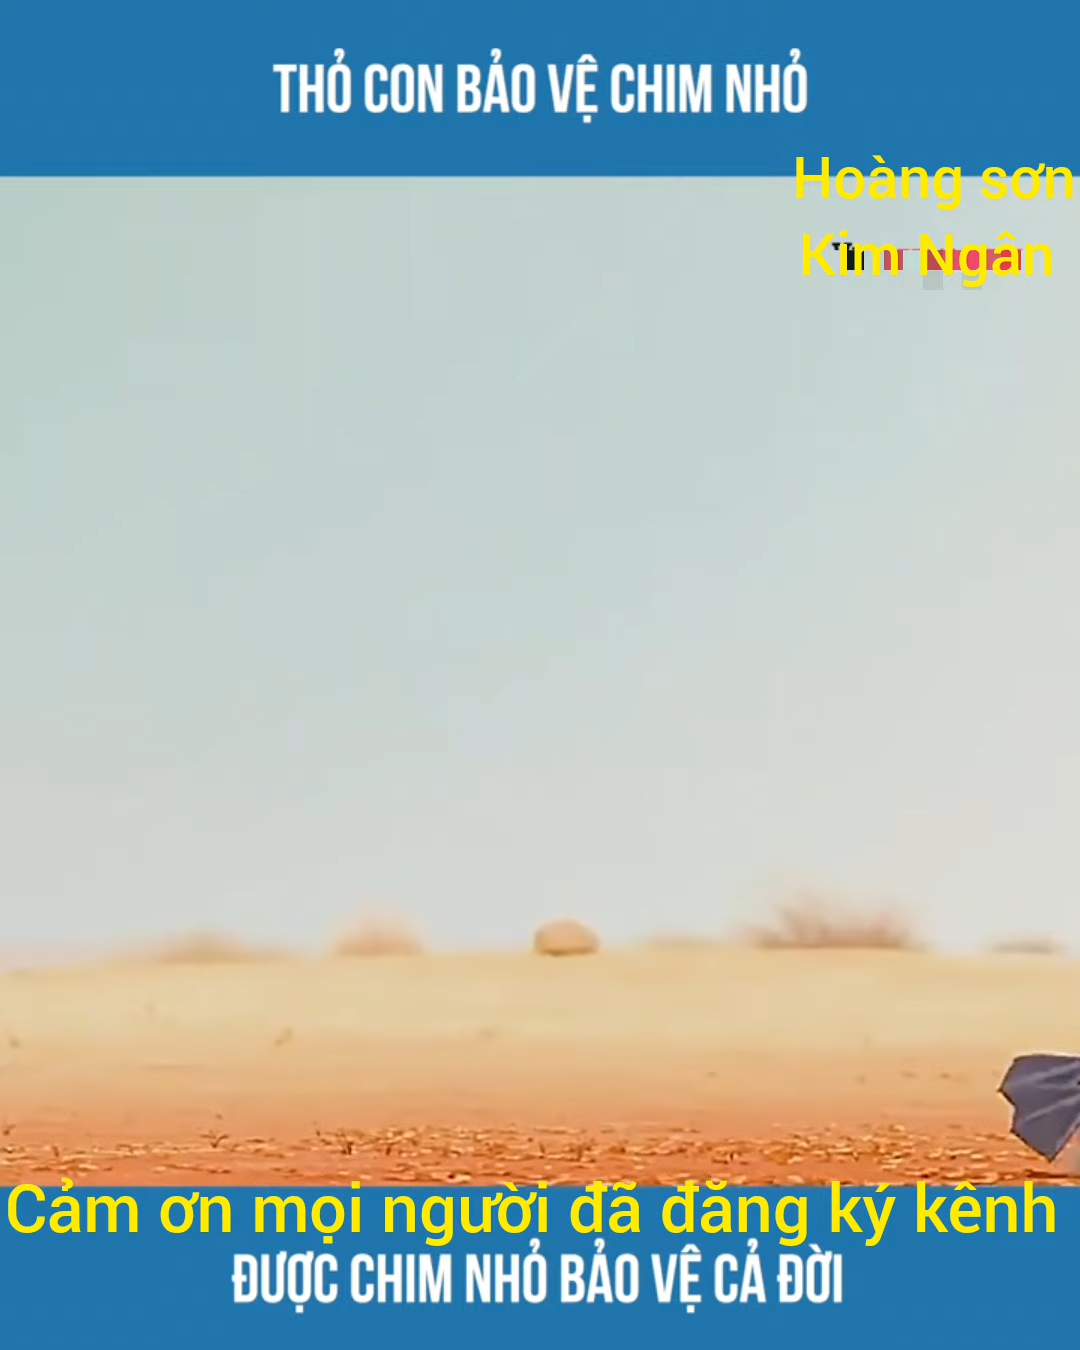 THỎ CON BẢO VỆ CHIM NHỎ
Hoàng sơn
Kim Ngân
Cảm ơn mọi người đã đăng ký kênh
ĐƯỢC CHIM NHỎ BẢO VỆ CẢ ĐỜI